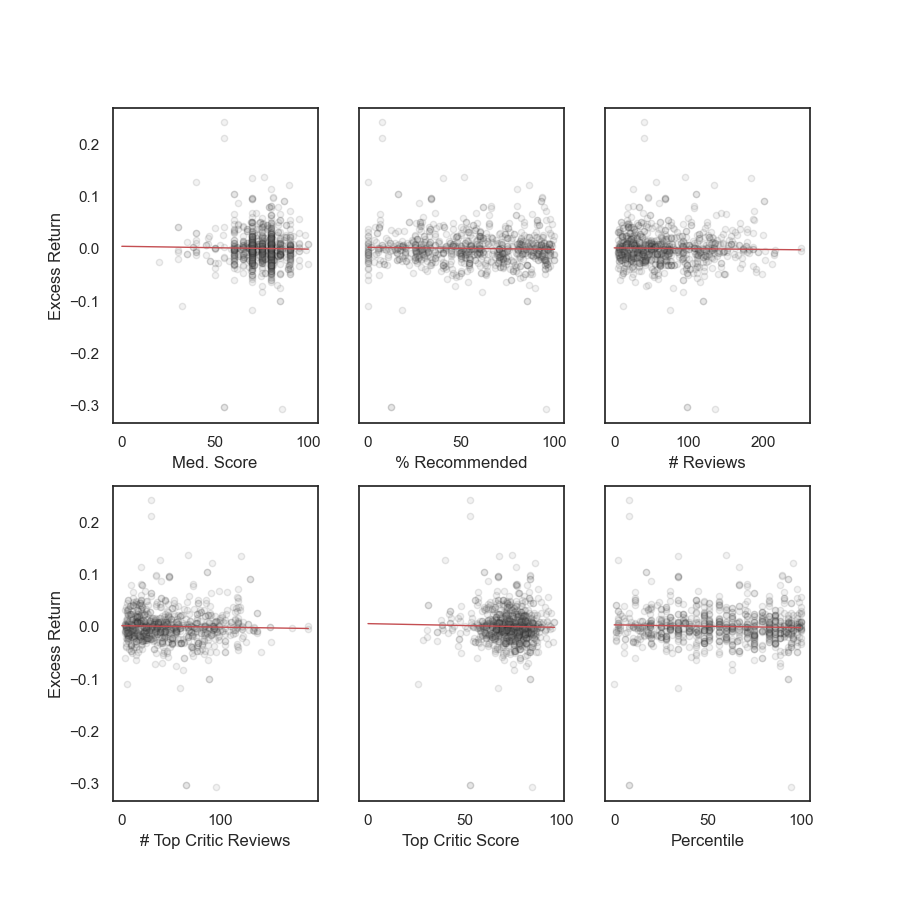 Excess Return
0.2
0.1
0.0
−0.1
−0.2
−0.3
0 50 100
Med. Score
0 50 100
% Recommended
0 100 200
# Reviews
Excess Return
0.2
0.1
0.0
−0.1
−0.2
−0.3
0 100
# Top Critic Reviews
0 50 100
Top Critic Score
0 50 100
Percentile